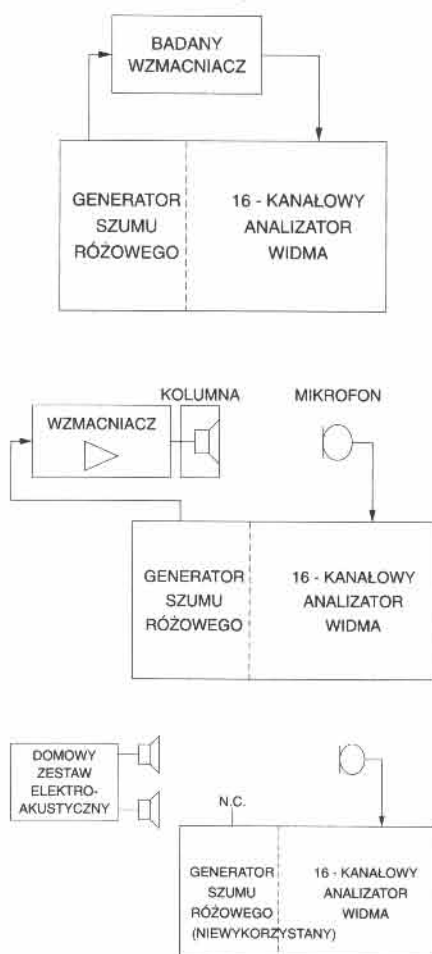 BADANY
WZMACNIACZ
GENERATOR
SZUMU
RÓŻOWEGO
16 - KANAŁOWY
ANALIZATOR
WIDMA
KOLUMNA
MIKROFON
WZMACNIACZ
GENERATOR
SZUMU
RÓŻOWEGO
16 - KANAŁOWY
ANALIZATOR
WIDMA
DOMOWY
ZESTAW
ELEKTRO-
AKUSTYCZNY
N.C.
GENERATOR
SZUMU
RÓŻOWEGO
(NIEWYKORZYSTANY)
16 - KANAŁOWY
ANALIZATOR
WIDMA